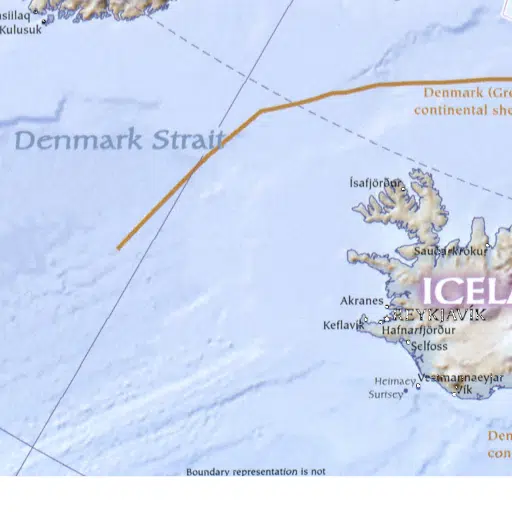 siilaq
Kulusuk
Denmark (Gre
continental she
Denmark Strait
Ísafjörður
Sauðárkrókur
ICELA
Akranes
REYKJAVÍK
Keflavík
Hafnarfjörður
Selfoss
Heimaey
Vestmannaeyjar
Surtsey
Vík
Den
con
Boundary representation is not